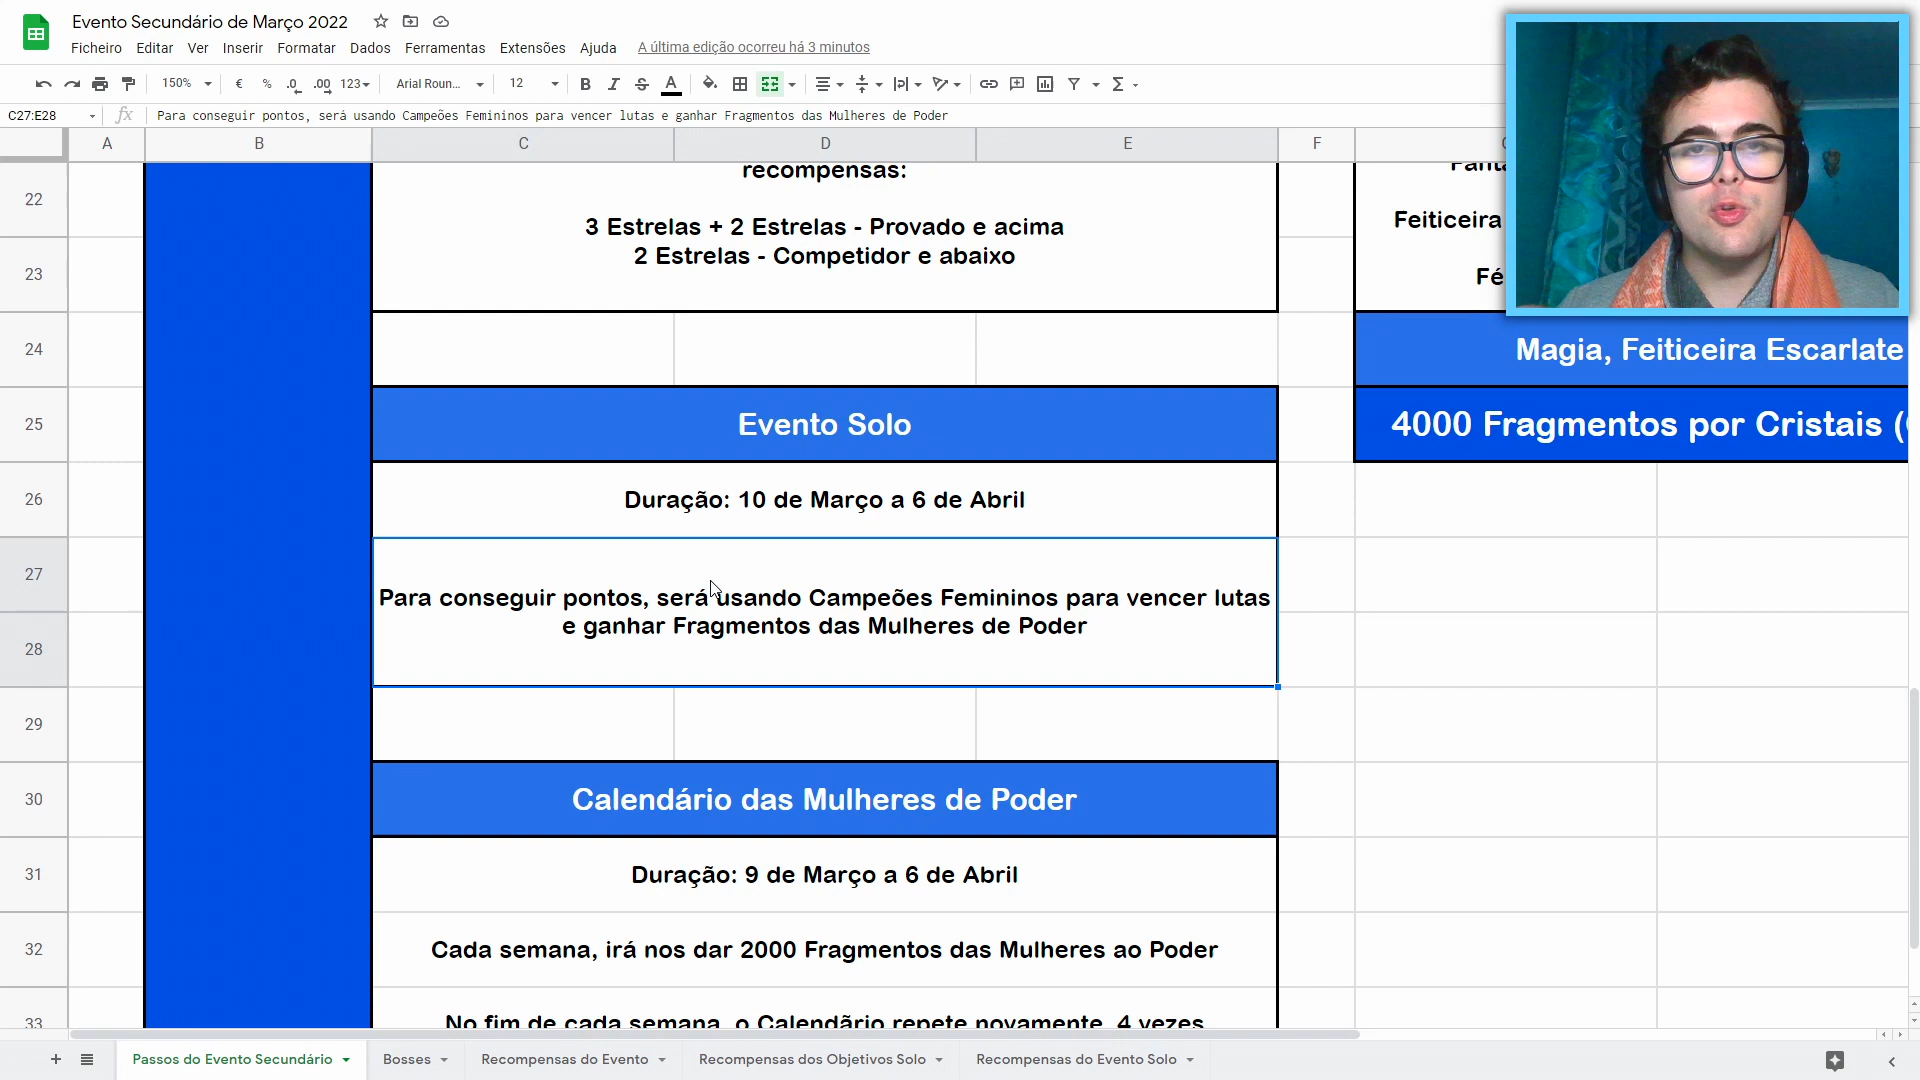 Evento Secundário de Março 2022
Ficheiro Editar Ver Inserir Formatar Dados Ferramentas Extensões Ajuda A última edição ocorreu há 3 minutos
150% € % .0 .00 123 Arial Roun... 12 B I S A Σ
C27:E28 fx Para conseguir pontos, será usando Campeões Femininos para vencer lutas e ganhar Fragmentos das Mulheres de Poder
A B C D E F
recompensas:
22
3 Estrelas + 2 Estrelas - Provado e acima
Feiticeira
2 Estrelas - Competidor e abaixo
23
24
Magia, Feiticeira Escarlate
25
Evento Solo
4000 Fragmentos por Cristais (
26
Duração: 10 de Março a 6 de Abril
27
Para conseguir pontos, será usando Campeões Femininos para vencer lutas
e ganhar Fragmentos das Mulheres de Poder
28
29
30
Calendário das Mulheres de Poder
31
Duração: 9 de Março a 6 de Abril
32
Cada semana, irá nos dar 2000 Fragmentos das Mulheres ao Poder
33
No fim de cada semana, o Calendãrio repete novamente, 4 vezes
Passos do Evento Secundário Bosses Recompensas do Evento Recompensas dos Objetivos Solo Recompensas do Evento Solo